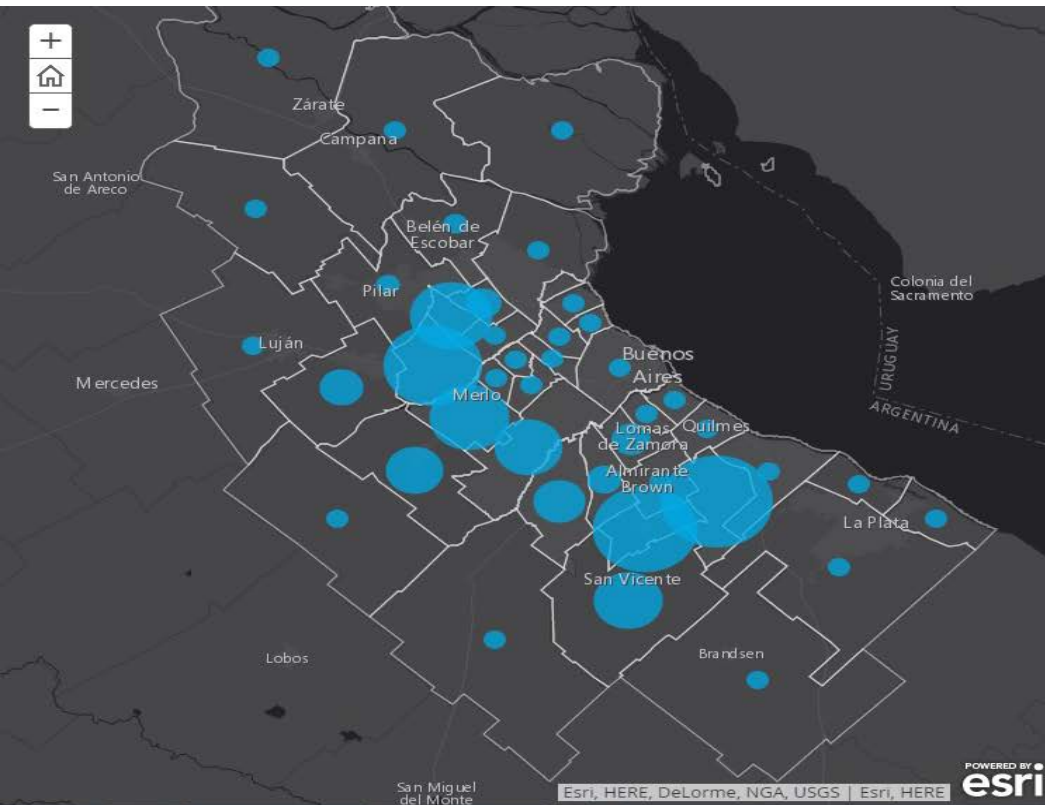 +
−
Zárate
Campana
San Antonio
de Areco
Belén de
Escobar
Pilar
Colonia del
Sacramento
Luján
Buenos
Aires
URUGUAY
ARGENTINA
Mercedes
Merlo
Lomas
de Zamora
Quilmes
Almirante
Brown
La Plata
San Vicente
Brandsen
Lobos
San Miguel
del Monte
Esri, HERE, DeLorme, NGA, USGS | Esri, HERE
POWERED BY
esri